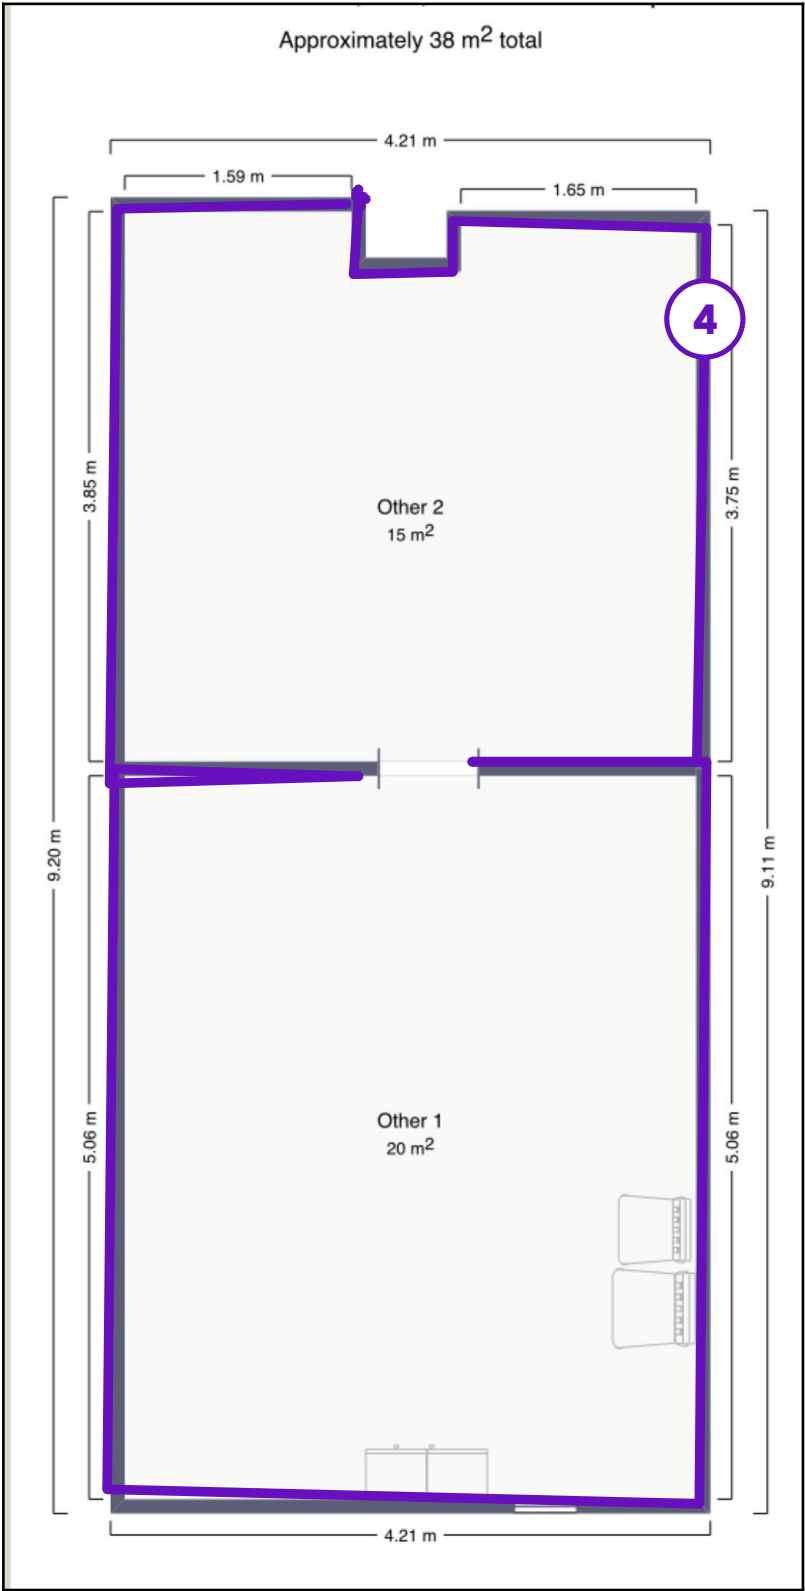 Approximately 38 m² total
4.21 m
1.59 m
1.65 m
4
3.85 m
3.75 m
Other 2
15 m²
9.20 m
9.11 m
5.06 m
5.06 m
Other 1
20 m²
4.21 m